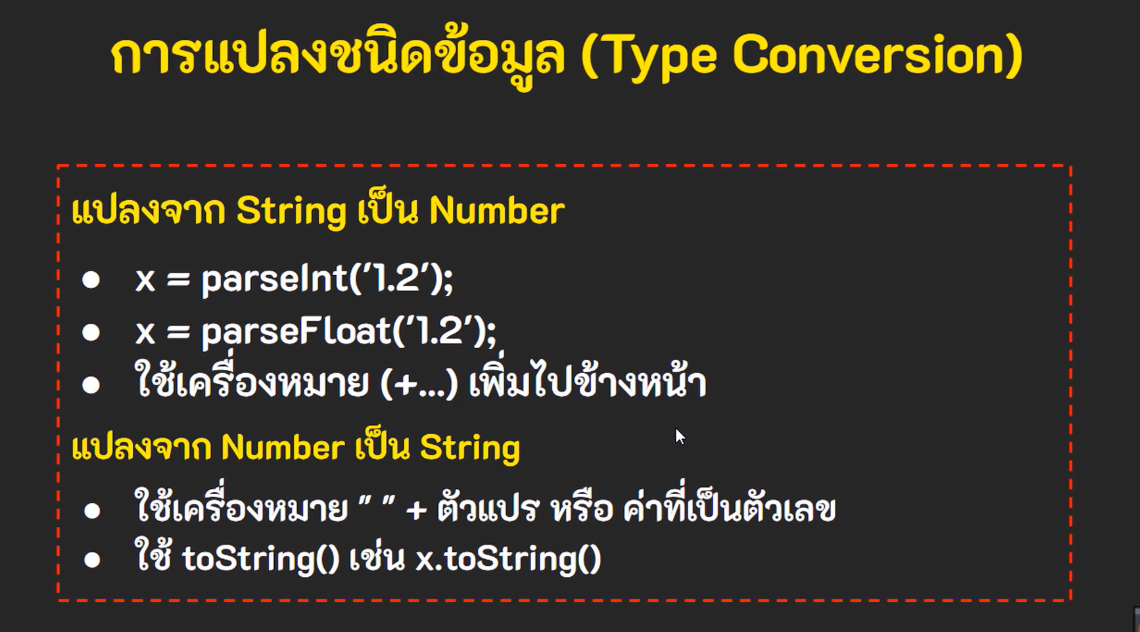 การแปลงชนิดข้อมูล (Type Conversion)
แปลงจาก String เป็น Number
● x = parseInt('1.2');
● x = parseFloat('1.2');
● ใช้เครื่องหมาย (+...) เพิ่มไปข้างหน้า
แปลงจาก Number เป็น String
● ใช้เครื่องหมาย " " + ตัวแปร หรือ ค่าที่เป็นตัวเลข
● ใช้ toString() เช่น x.toString()